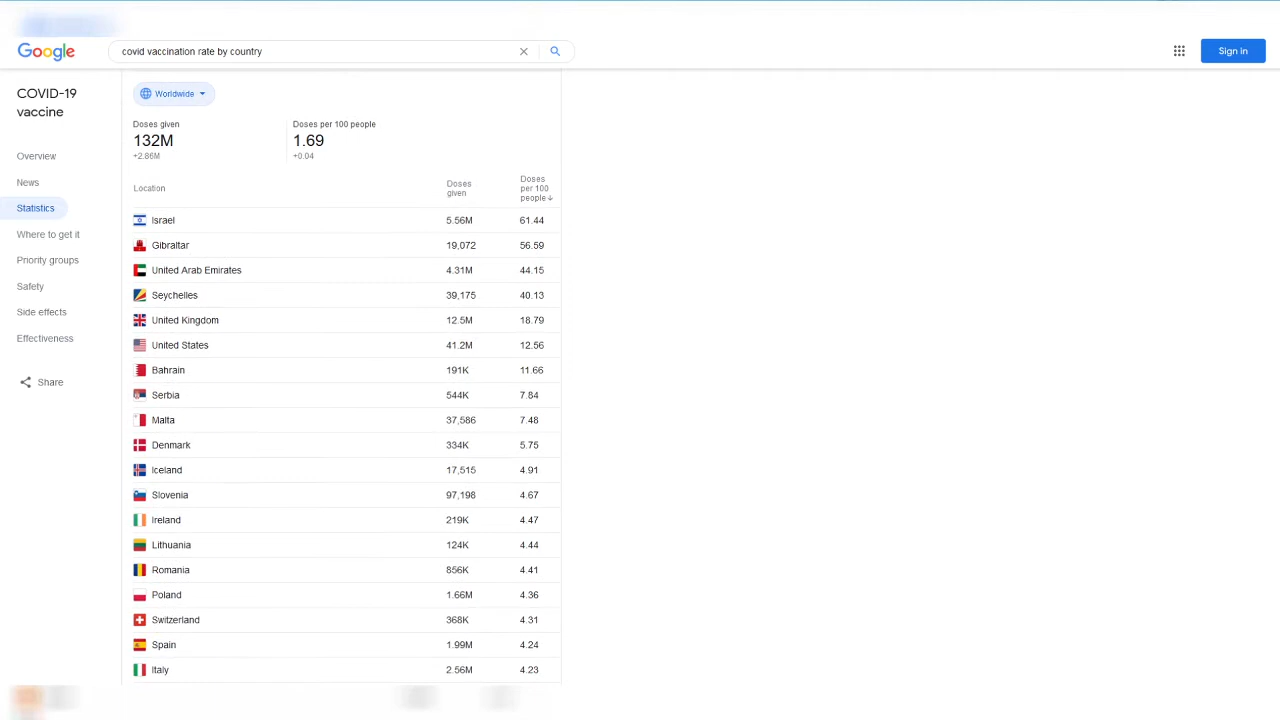 Google
covid vaccination rate by country
Sign in
COVID-19
vaccine
Overview
News
Statistics
Where to get it
Priority groups
Safety
Side effects
Effectiveness
Share
Worldwide
Doses given
132M
+2.86M
Doses per 100 people
1.69
+0.04
Location Doses given Doses per 100 people
Israel 5.56M 61.44
Gibraltar 19,072 56.59
United Arab Emirates 4.31M 44.15
Seychelles 39,175 40.13
United Kingdom 12.5M 18.79
United States 41.2M 12.56
Bahrain 191K 11.66
Serbia 544K 7.84
Malta 37,586 7.48
Denmark 334K 5.75
Iceland 17,515 4.91
Slovenia 97,198 4.67
Ireland 219K 4.47
Lithuania 124K 4.44
Romania 856K 4.41
Poland 1.66M 4.36
Switzerland 368K 4.31
Spain 1.99M 4.24
Italy 2.56M 4.23